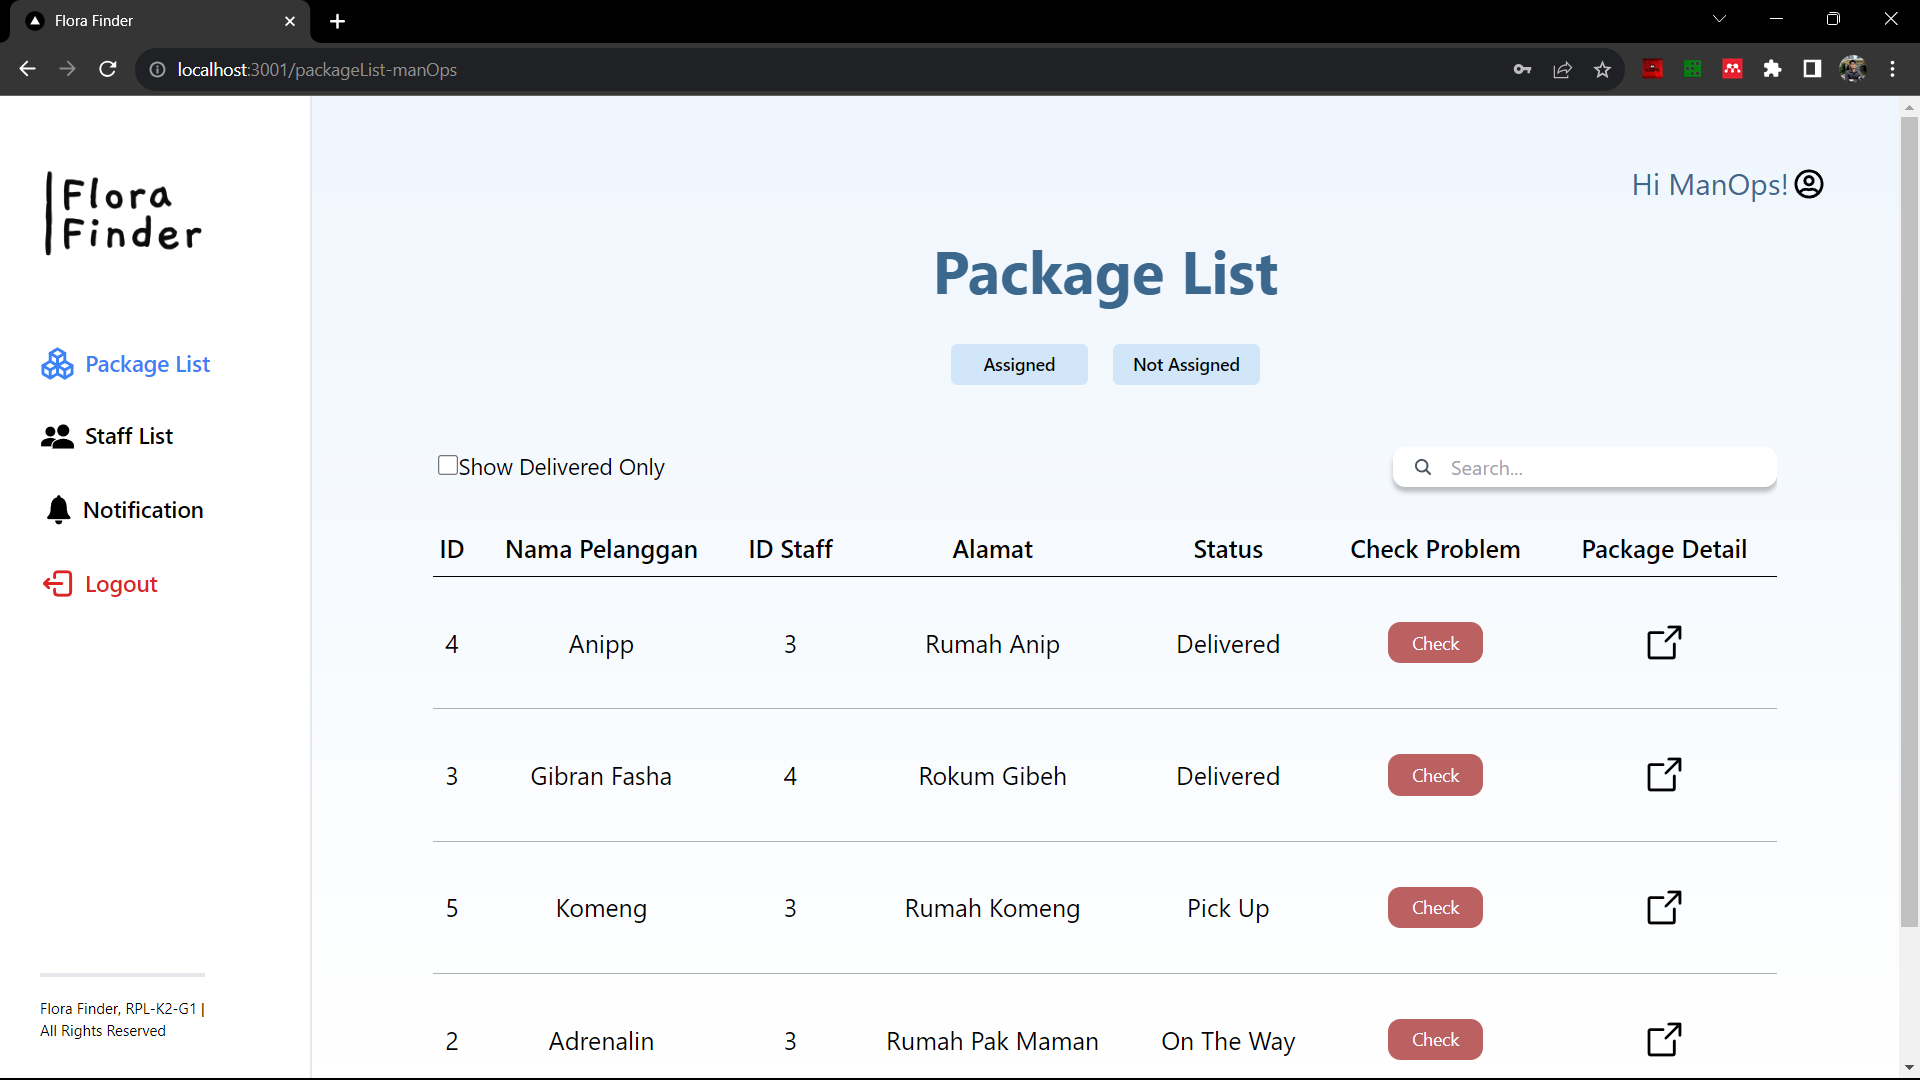 Flora Finder
localhost:3001/packageList-manOps
Flora
Finder
Hi ManOps!
Package List
Package List
Assigned
Not Assigned
Staff List
Show Delivered Only
Search...
Notification
ID Nama Pelanggan ID Staff Alamat Status Check Problem Package Detail
Logout
4 Anipp 3 Rumah Anip Delivered Check
3 Gibran Fasha 4 Rokum Gibeh Delivered Check
5 Komeng 3 Rumah Komeng Pick Up Check
2 Adrenalin 3 Rumah Pak Maman On The Way Check
Flora Finder, RPL-K2-G1 |
All Rights Reserved